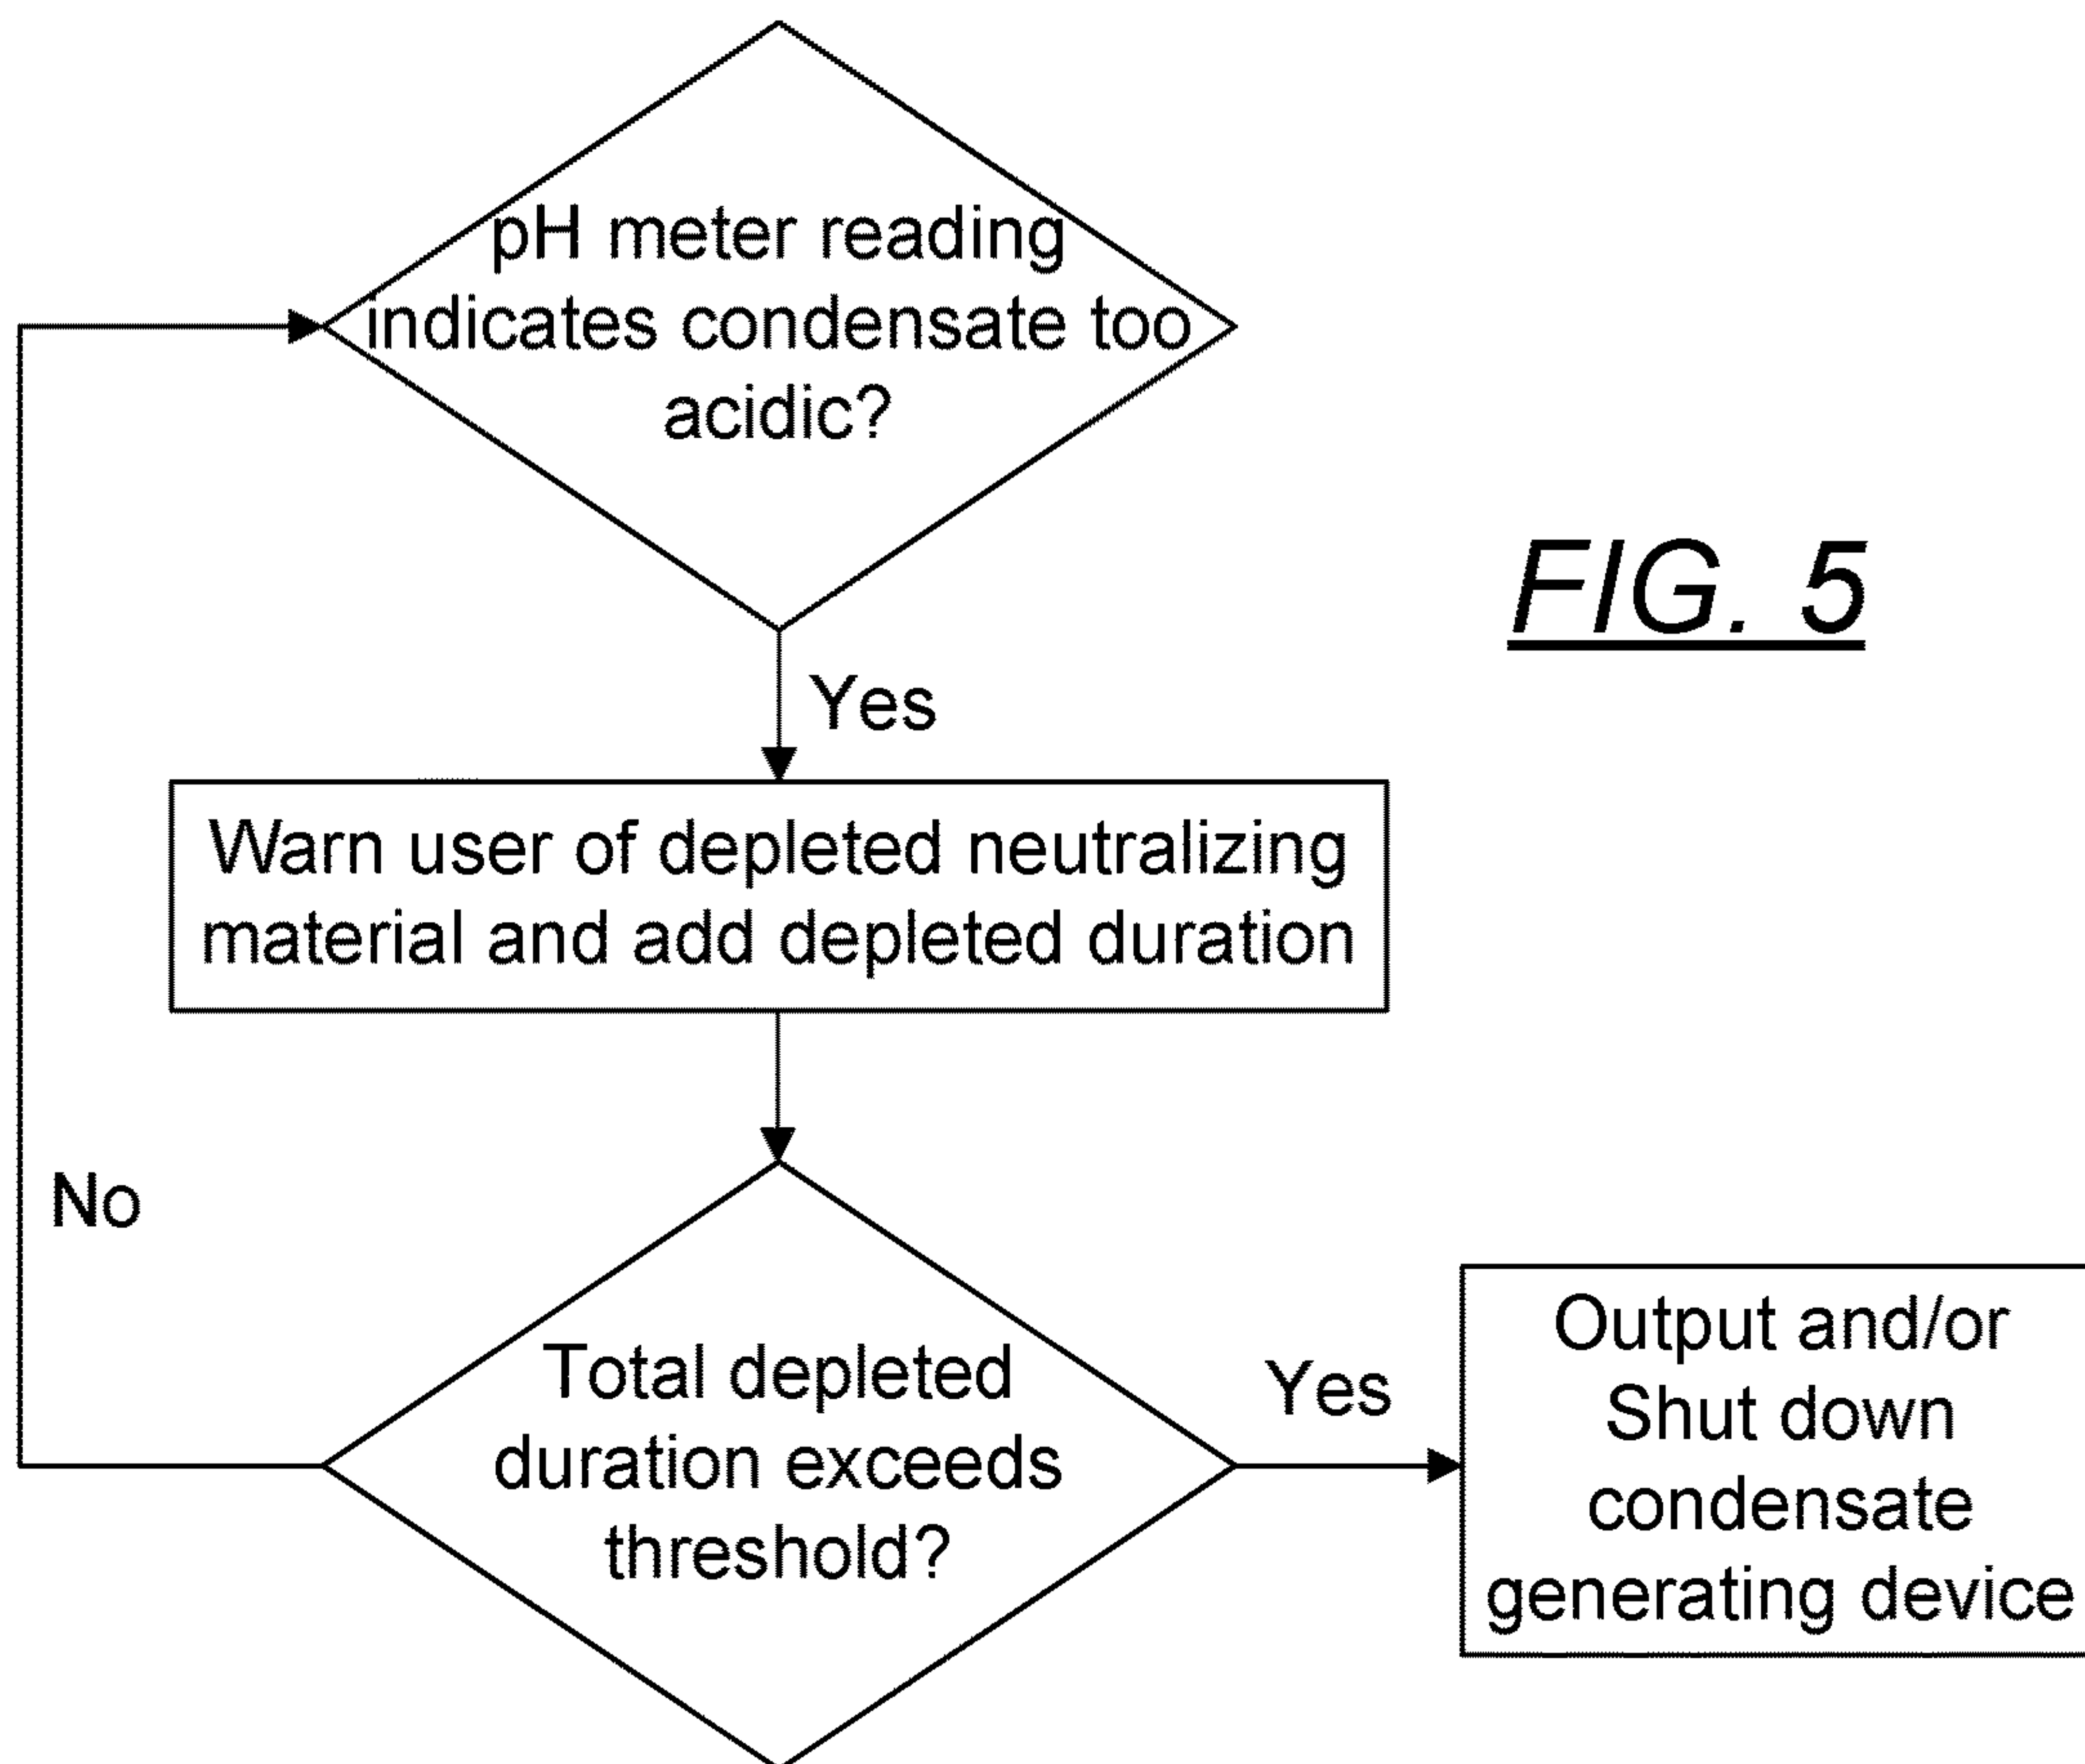 pH meter reading
indicates condensate too
acidic?
FIG. 5
Yes
Warn user of depleted neutralizing
material and add depleted duration
No
Total depleted
duration exceeds
threshold?
Yes
Output and/or
Shut down
condensate
generating device